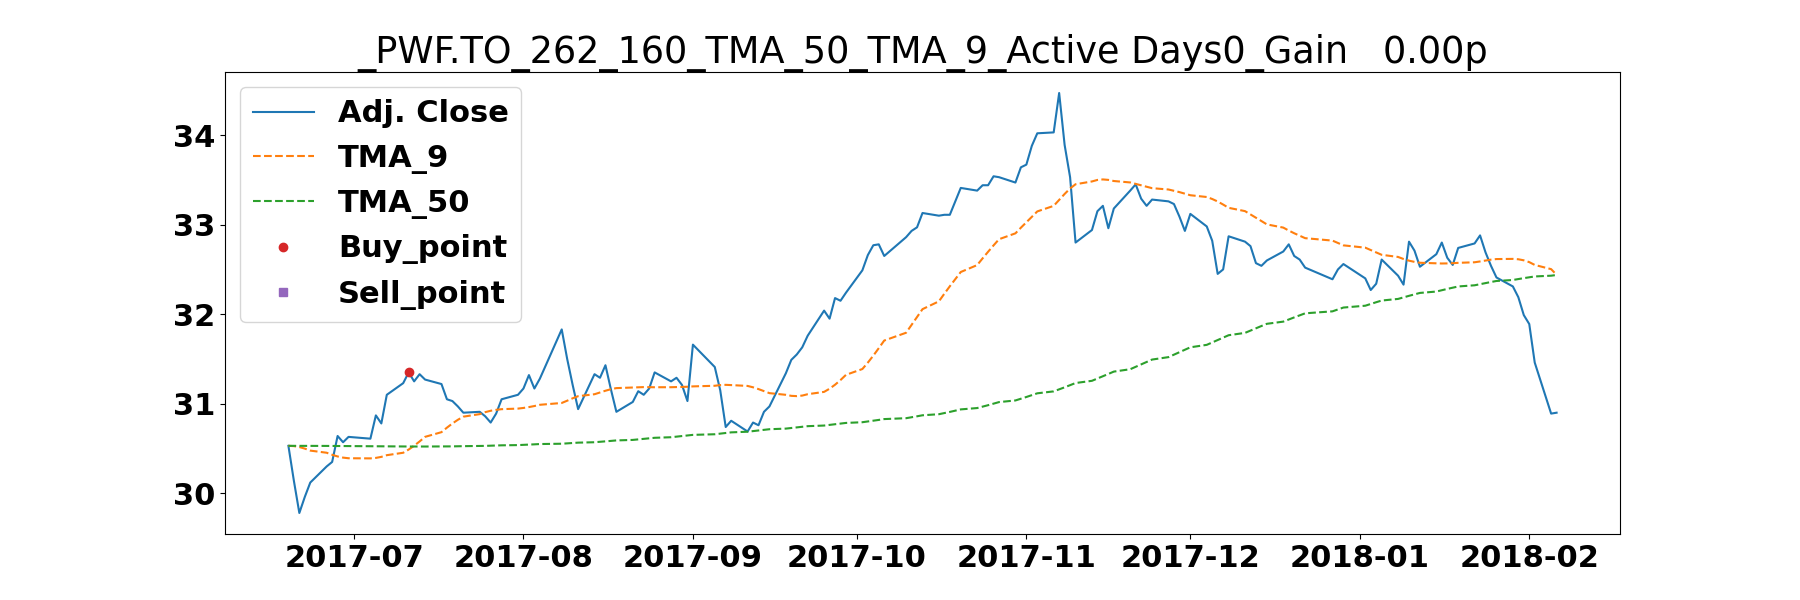 _PWF.TO_262_160_TMA_50_TMA_9_Active Days0_Gain   0.00p
Adj. Close
TMA_9
TMA_50
Buy_point
Sell_point
34
33
32
31
30
2017-07 2017-08 2017-09 2017-10 2017-11 2017-12 2018-01 2018-02